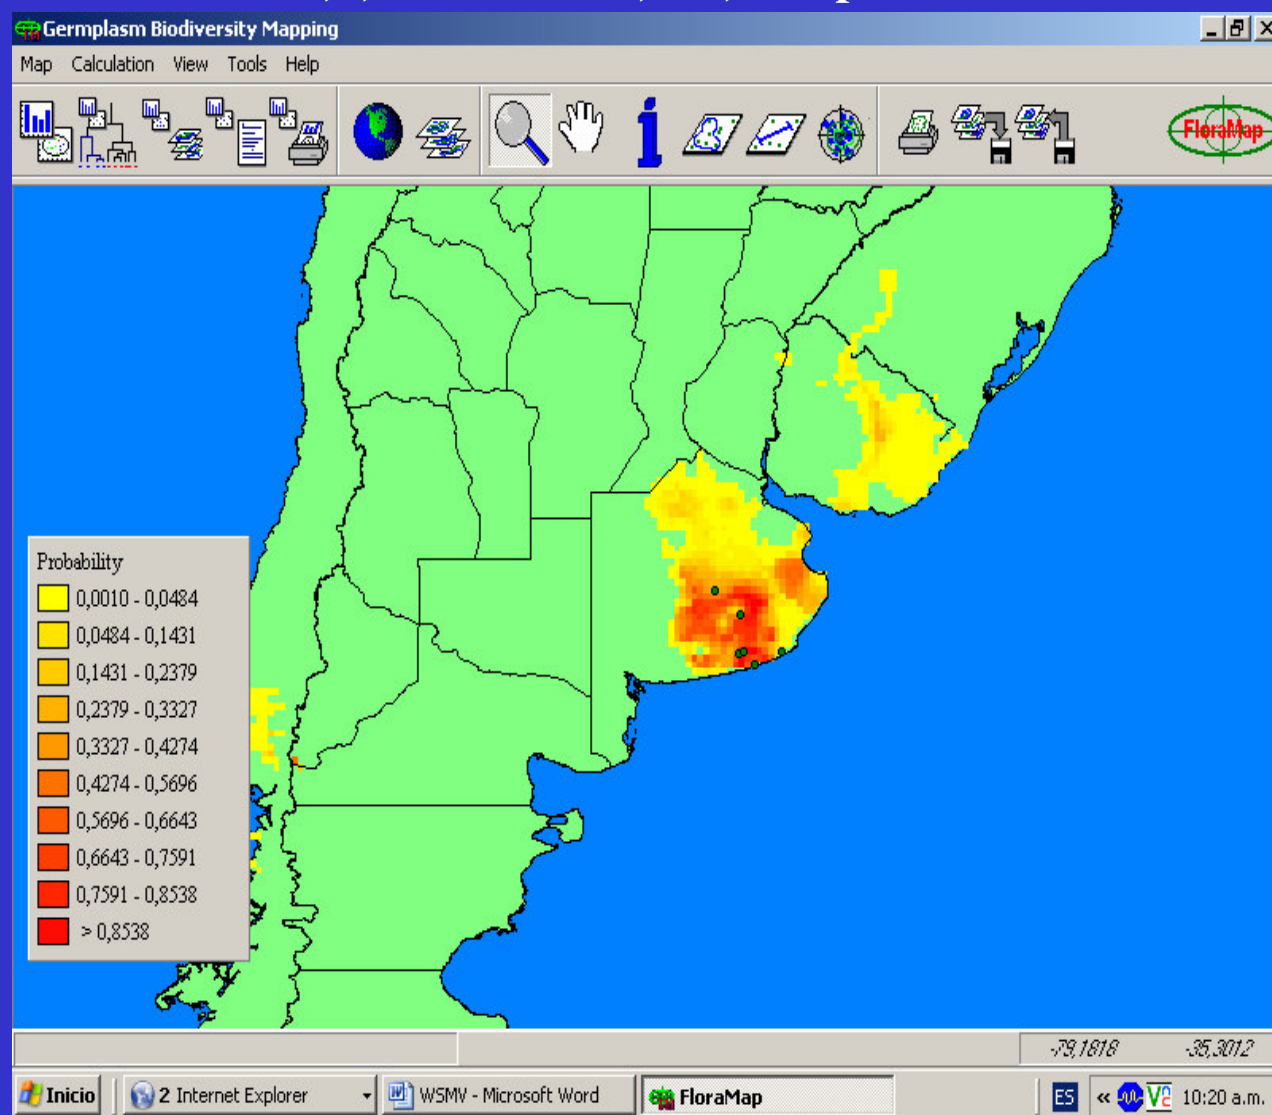 Germplasm Biodiversity Mapping
Map Calculation View Tools Help
FloraMap
Probability
0,0010 - 0,0484
0,0484 - 0,1431
0,1431 - 0,2379
0,2379 - 0,3327
0,3327 - 0,4274
0,4274 - 0,5696
0,5696 - 0,6643
0,6643 - 0,7591
0,7591 - 0,8538
> 0,8538
-79,1818 -35,3012
Inicio 2 Internet Explorer WSMV - Microsoft Word FloraMap ES « 10:20 a.m.